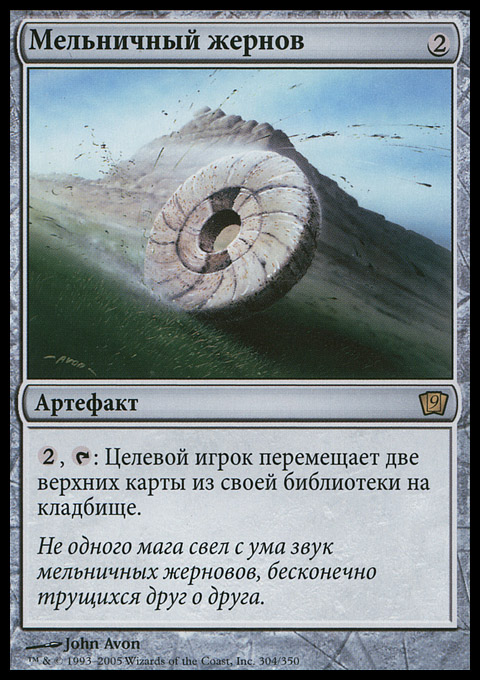 Мельничный жернов 2
AVON
Артефакт 9
2, : Целевой игрок перемещает две
верхних карты из своей библиотеки на
кладбище.
Не одного мага свел с ума звук
мельничных жерновов, бесконечно
трущихся друг о друга.
John Avon
™ & © 1993–2005 Wizards of the Coast, Inc. 304/350